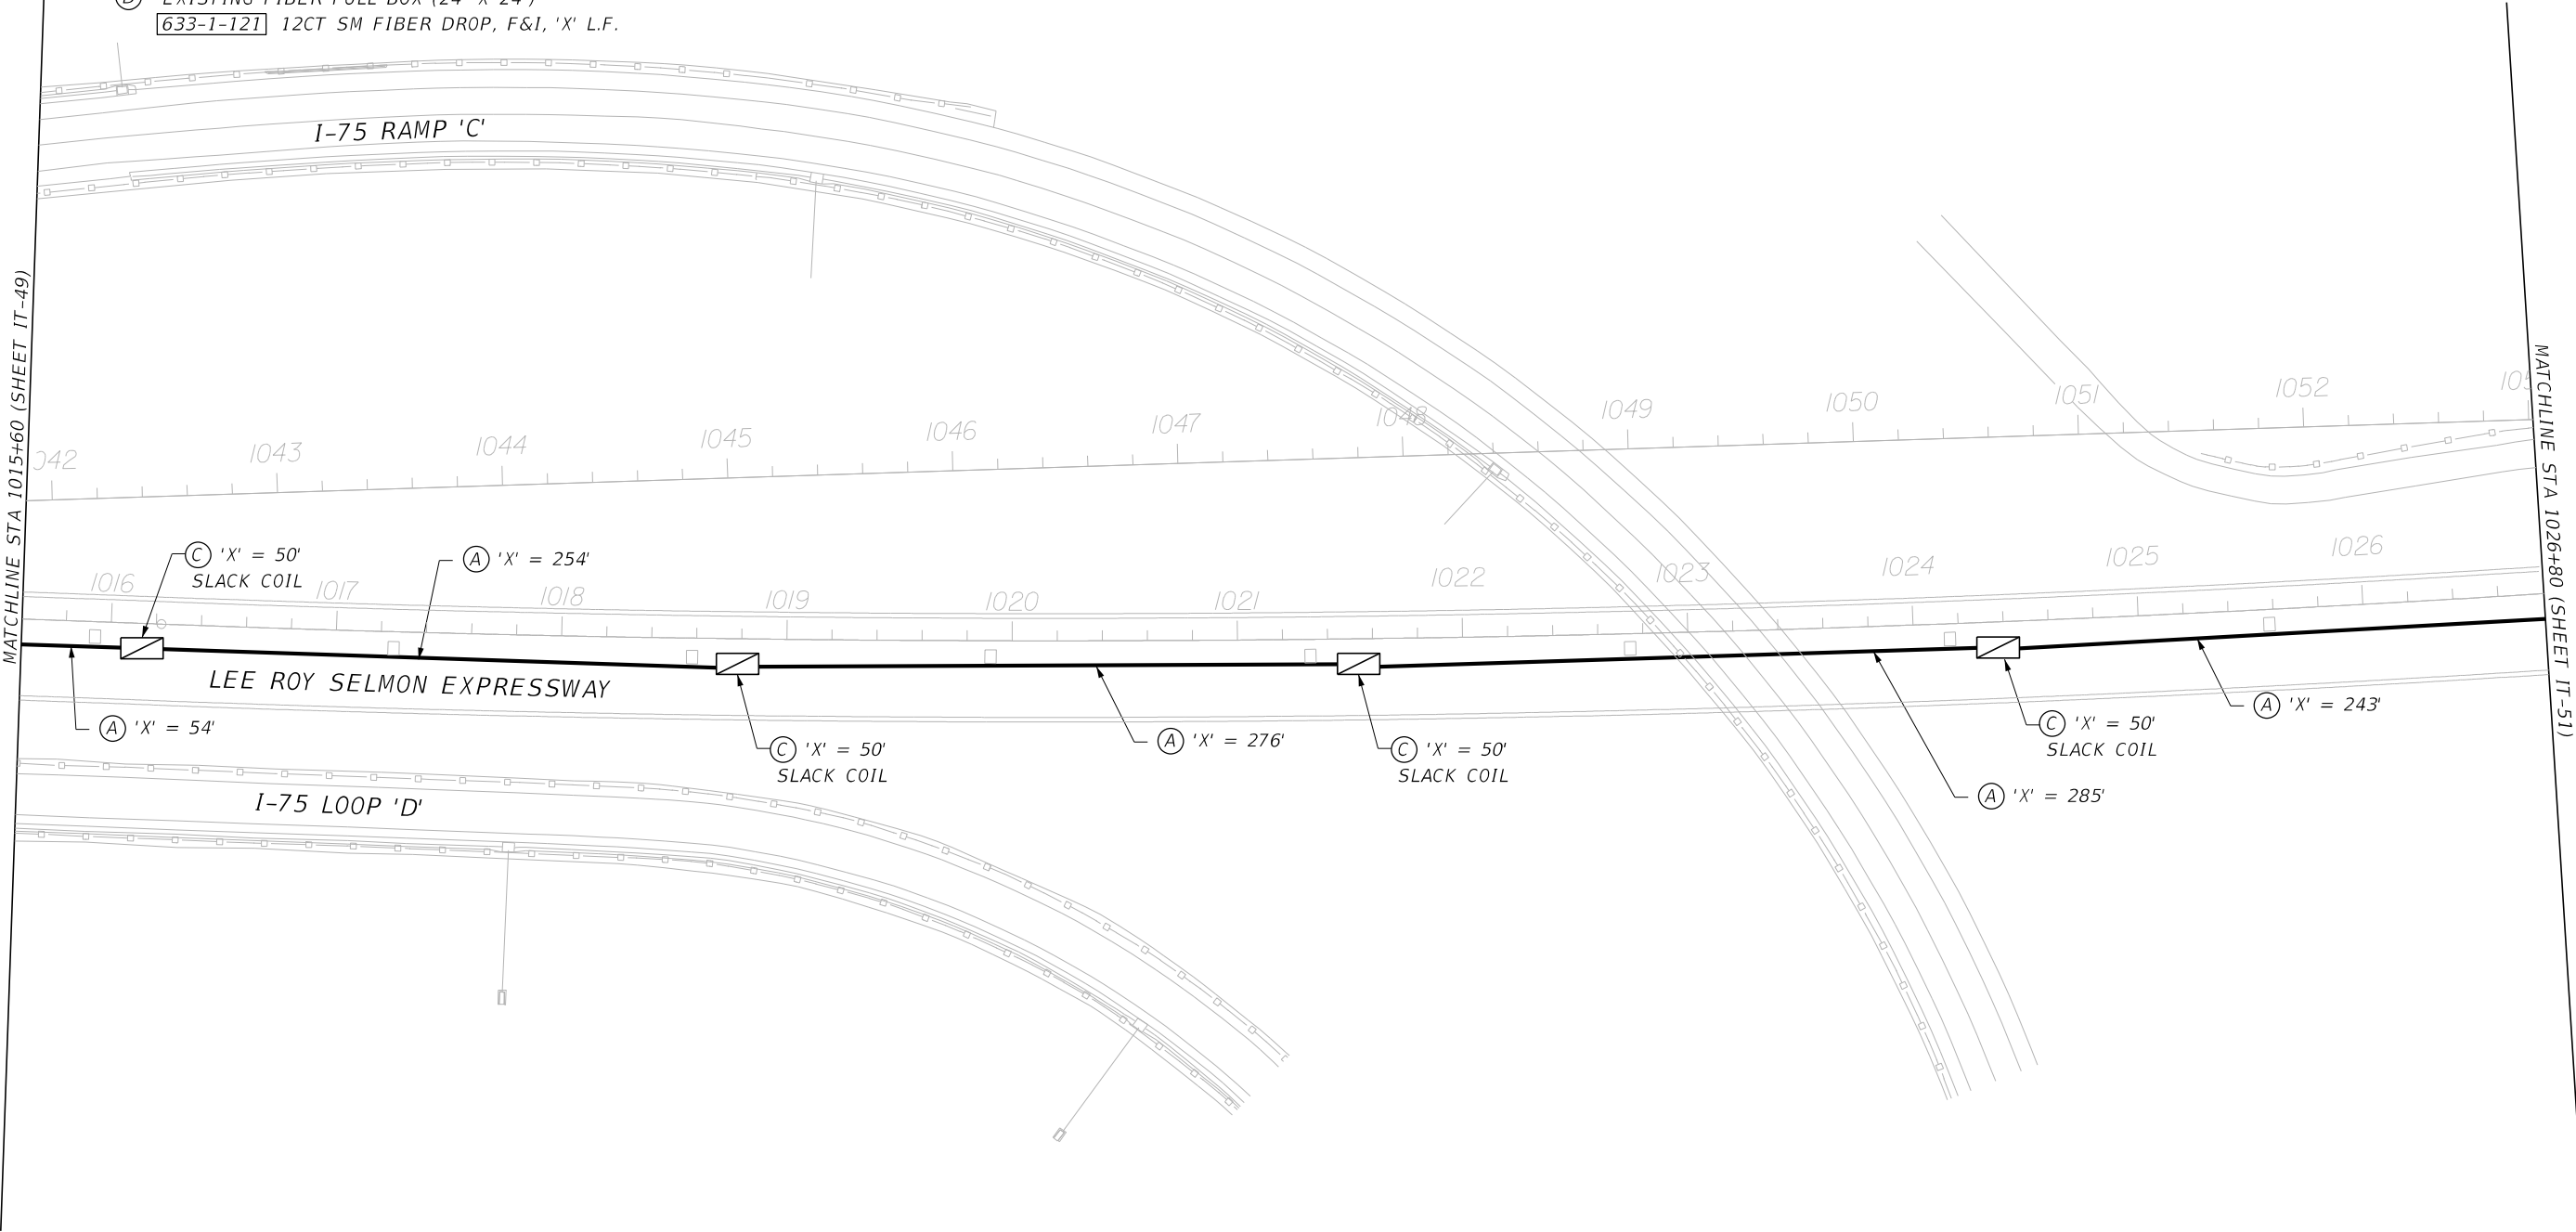 633-1-121 12CT SM FIBER DROP, F&I, 'X' L.F.
I-75 RAMP 'C'
MATCHLINE STA 1015+60 (SHEET IT-49)
MATCHLINE STA 1026+80 (SHEET IT-51)
1043
1044
1045
1046
1047
1048
1049
1050
1051
1052
C 'X' = 50'
SLACK COIL
A 'X' = 254'
1016
1017
1018
1019
1020
1021
1022
1023
1024
1025
1026
LEE ROY SELMON EXPRESSWAY
A 'X' = 54'
C 'X' = 50'
SLACK COIL
A 'X' = 276'
C 'X' = 50'
SLACK COIL
A 'X' = 285'
C 'X' = 50'
SLACK COIL
A 'X' = 243'
I-75 LOOP 'D'